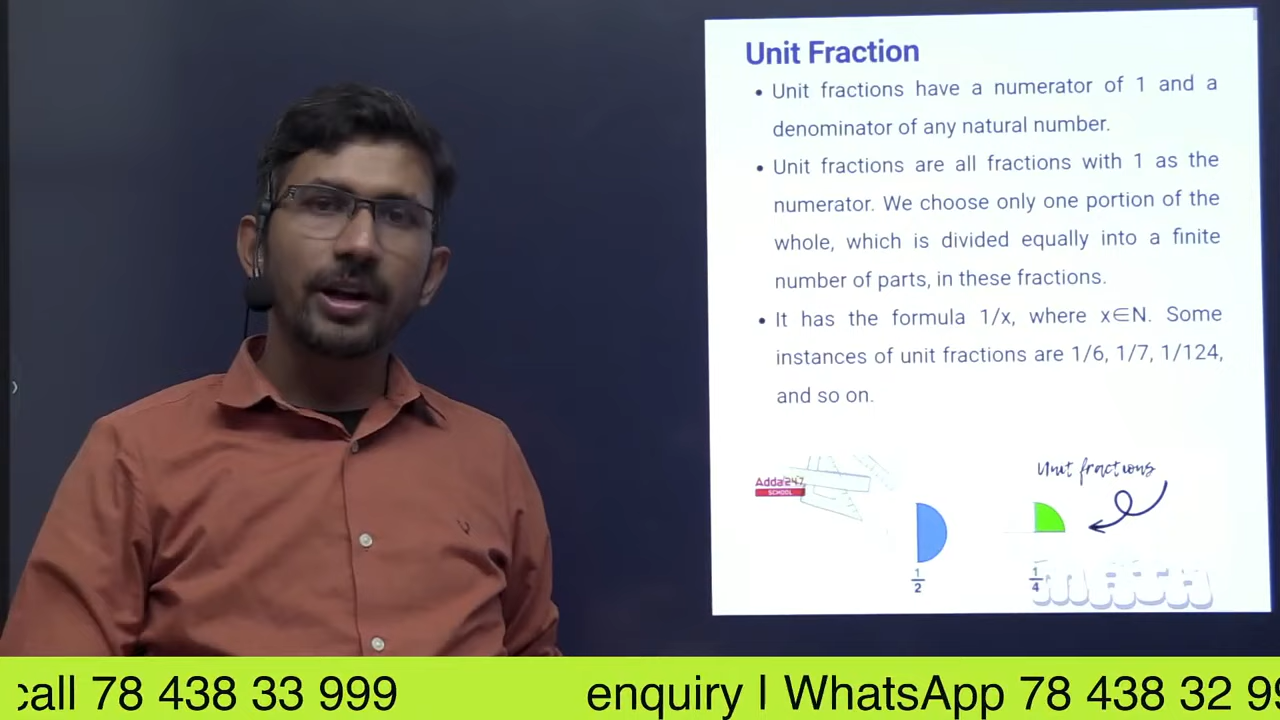 Unit Fraction
• Unit fractions have a numerator of 1 and a
denominator of any natural number.
• Unit fractions are all fractions with 1 as the
numerator. We choose only one portion of the
whole, which is divided equally into a finite
number of parts, in these fractions.
• It has the formula 1/x, where x∈N. Some
instances of unit fractions are 1/6, 1/7, 1/124,
and so on.
Unit fractions
Adda247
SCHOOL
1/2
1/4
MATH
call 78 438 33 999 enquiry | WhatsApp 78 438 32 99